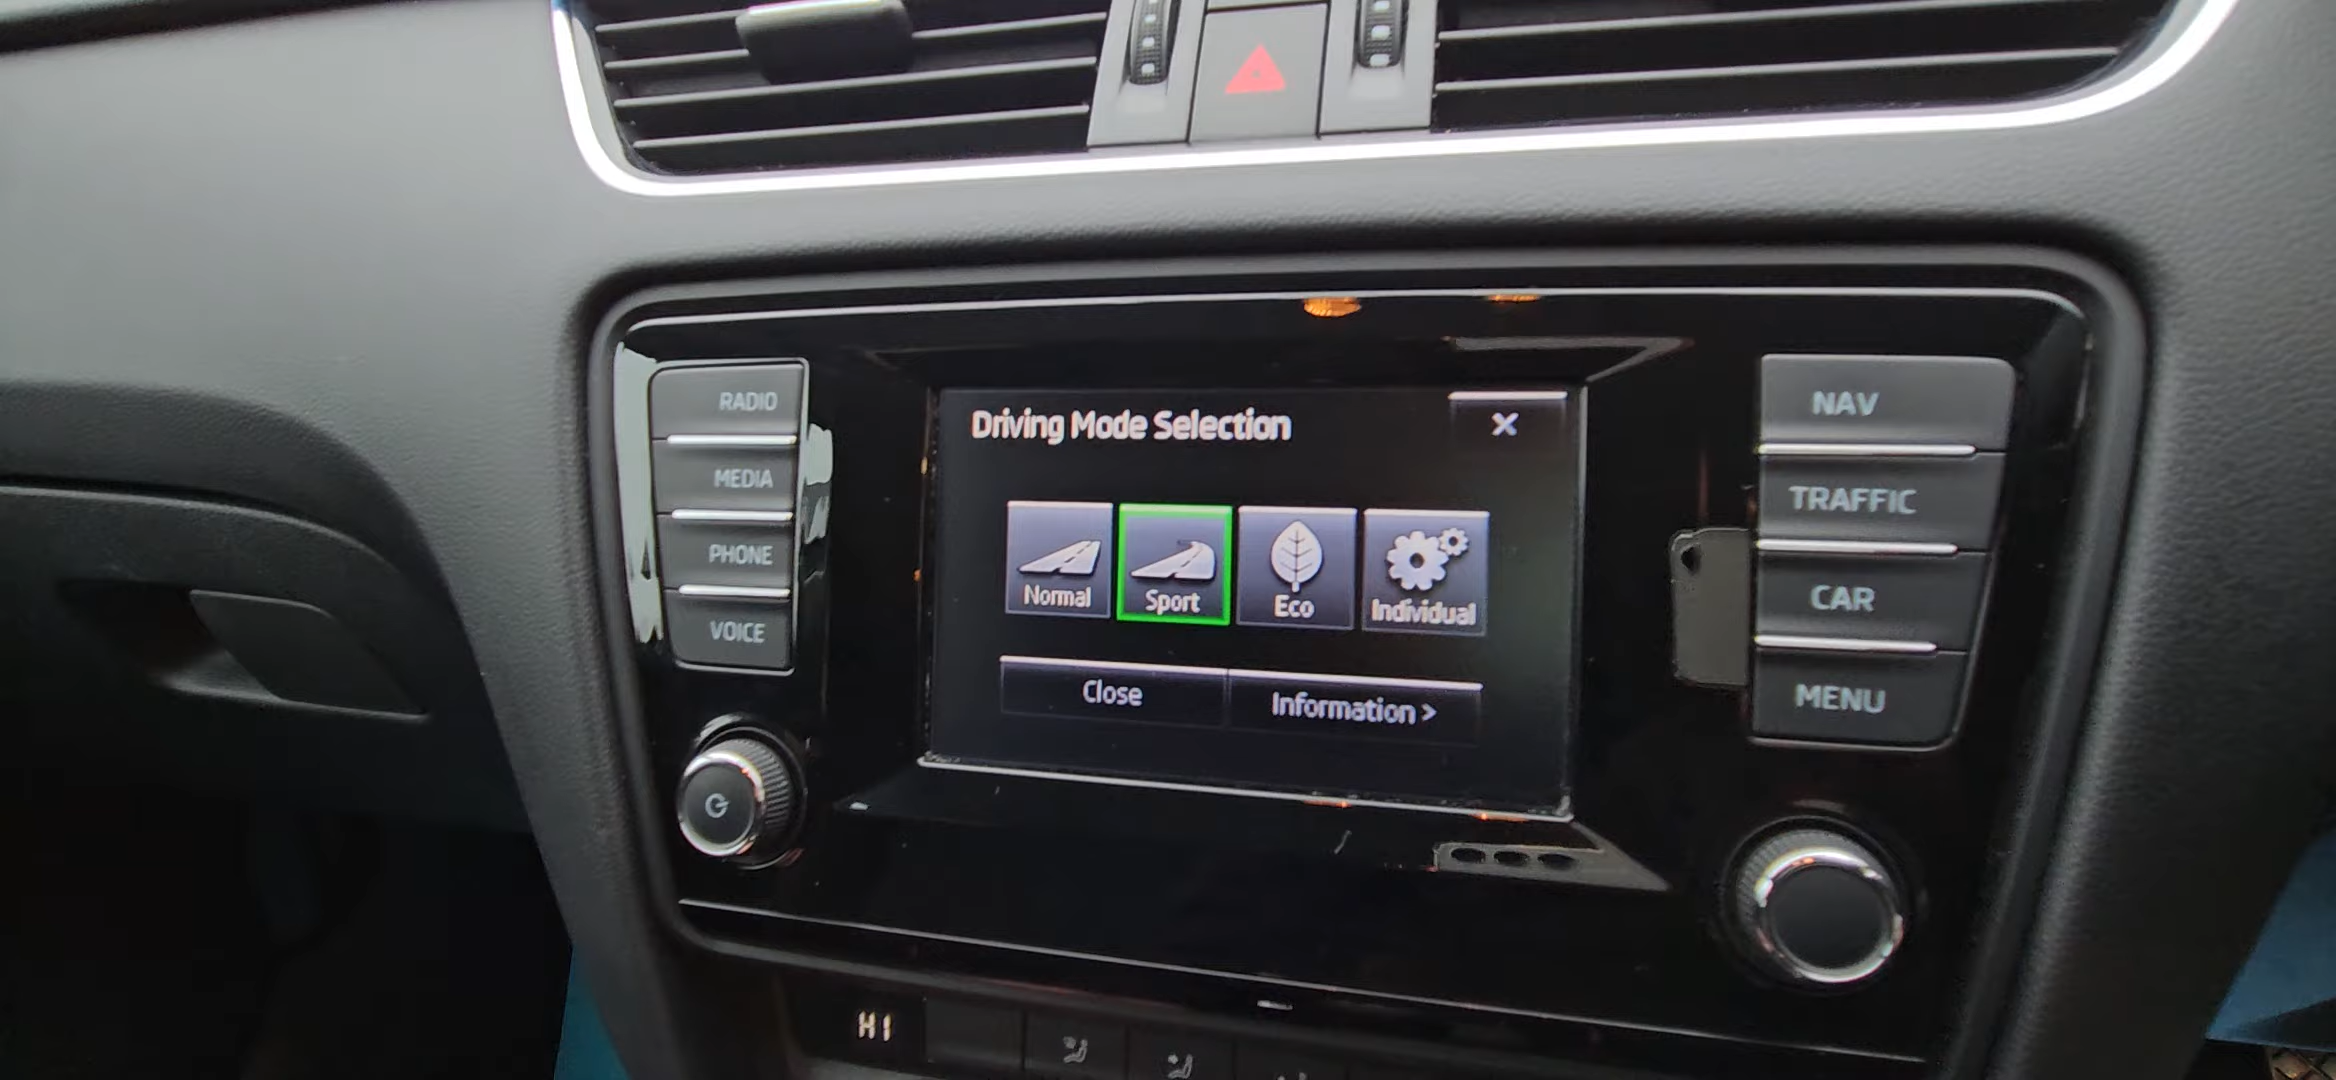 RADIO
MEDIA
PHONE
VOICE
Driving Mode Selection
Normal
Sport
Eco
Individual
Close
Information >
NAV
TRAFFIC
CAR
MENU
HI